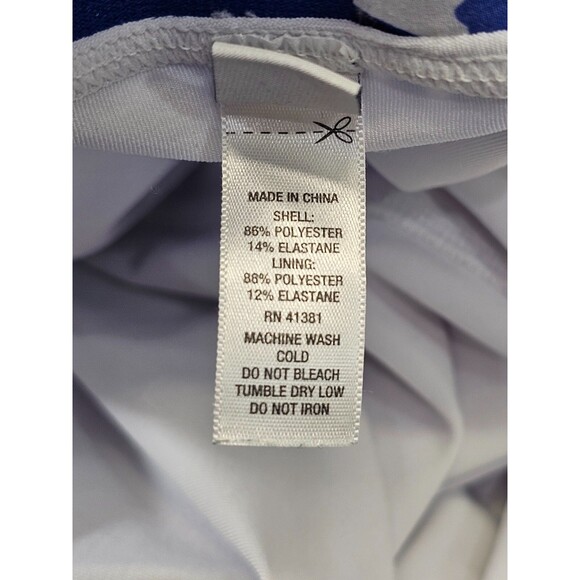 MADE IN CHINA
SHELL:
86% POLYESTER
14% ELASTANE
LINING:
88% POLYESTER
12% ELASTANE
RN 41381
MACHINE WASH
COLD
DO NOT BLEACH
TUMBLE DRY LOW
DO NOT IRON